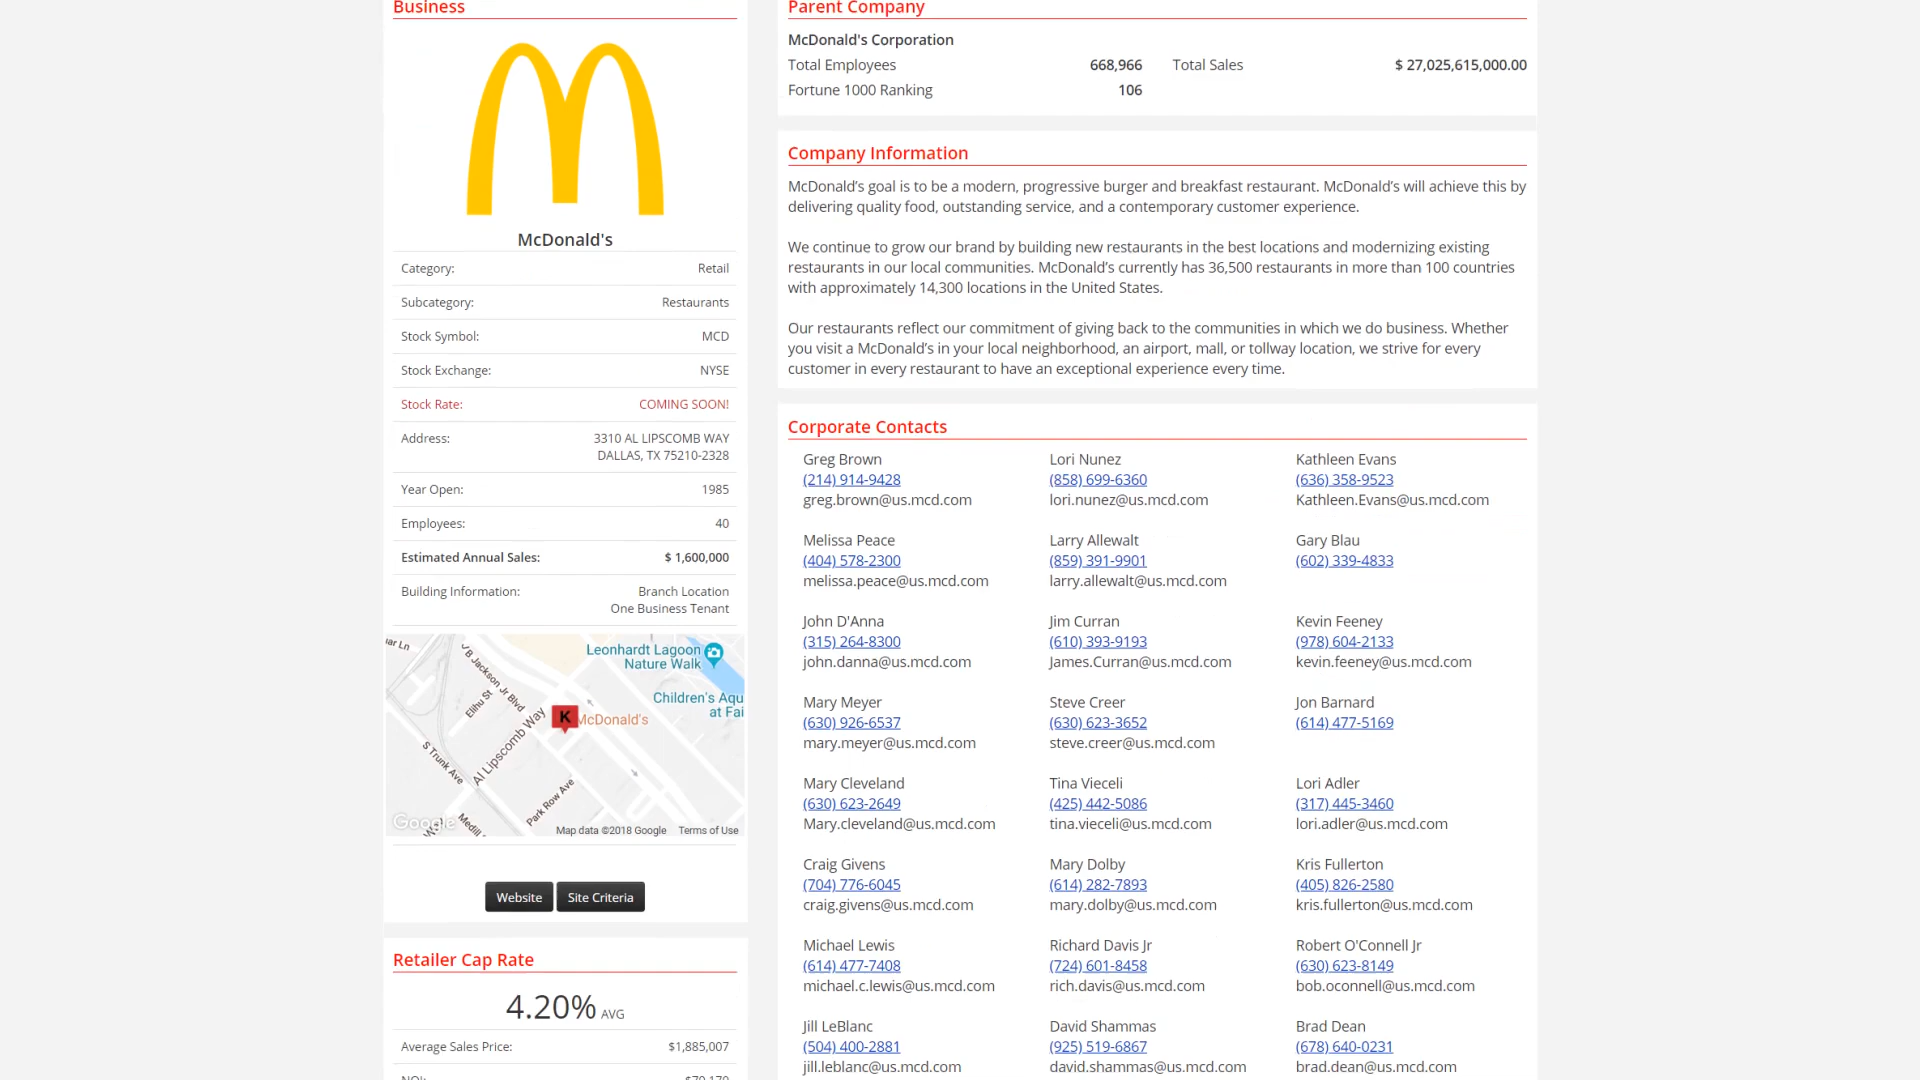 Business
McDonald's
Category: Retail
Subcategory: Restaurants
Stock Symbol: MCD
Stock Exchange: NYSE
Stock Rate: COMING SOON!
Address: 3310 AL LIPSCOMB WAY
DALLAS, TX 75210-2328
Year Open: 1985
Employees: 40
Estimated Annual Sales: $ 1,600,000
Building Information: Branch Location
One Business Tenant
Leonhardt Lagoon
Nature Walk
Children's Aqu
at Fai
V B Jackson Jr Blvd
Elihu St
K
McDonald's
Al Lipscomb Way
S Trunk Ave
Park Row Ave
Google
Map data ©2018 Google Terms of Use
Website Site Criteria
Retailer Cap Rate
4.20% AVG
Average Sales Price: $1,885,007
Parent Company
McDonald's Corporation
Total Employees 668,966 Total Sales $ 27,025,615,000.00
Fortune 1000 Ranking 106
Company Information
McDonald’s goal is to be a modern, progressive burger and breakfast restaurant. McDonald’s will achieve this by
delivering quality food, outstanding service, and a contemporary customer experience.
We continue to grow our brand by building new restaurants in the best locations and modernizing existing
restaurants in our local communities. McDonald’s currently has 36,500 restaurants in more than 100 countries
with approximately 14,300 locations in the United States.
Our restaurants reflect our commitment of giving back to the communities in which we do business. Whether
you visit a McDonald’s in your local neighborhood, an airport, mall, or tollway location, we strive for every
customer in every restaurant to have an exceptional experience every time.
Corporate Contacts
Greg Brown Lori Nunez Kathleen Evans
(214) 914-9428 (858) 699-6360 (636) 358-9523
greg.brown@us.mcd.com lori.nunez@us.mcd.com Kathleen.Evans@us.mcd.com
Melissa Peace Larry Allewalt Gary Blau
(404) 578-2300 (859) 391-9901 (602) 339-4833
melissa.peace@us.mcd.com larry.allewalt@us.mcd.com
John D'Anna Jim Curran Kevin Feeney
(315) 264-8300 (610) 393-9193 (978) 604-2133
john.danna@us.mcd.com James.Curran@us.mcd.com kevin.feeney@us.mcd.com
Mary Meyer Steve Creer Jon Barnard
(630) 926-6537 (630) 623-3652 (614) 477-5169
mary.meyer@us.mcd.com steve.creer@us.mcd.com
Mary Cleveland Tina Vieceli Lori Adler
(630) 623-2649 (425) 442-5086 (317) 445-3460
Mary.cleveland@us.mcd.com tina.vieceli@us.mcd.com lori.adler@us.mcd.com
Craig Givens Mary Dolby Kris Fullerton
(704) 776-6045 (614) 282-7893 (405) 826-2580
craig.givens@us.mcd.com mary.dolby@us.mcd.com kris.fullerton@us.mcd.com
Michael Lewis Richard Davis Jr Robert O'Connell Jr
(614) 477-7408 (724) 601-8458 (630) 623-8149
michael.c.lewis@us.mcd.com rich.davis@us.mcd.com bob.oconnell@us.mcd.com
Jill LeBlanc David Shammas Brad Dean
(504) 400-2881 (925) 519-6867 (678) 640-0231
jill.leblanc@us.mcd.com david.shammas@us.mcd.com brad.dean@us.mcd.com